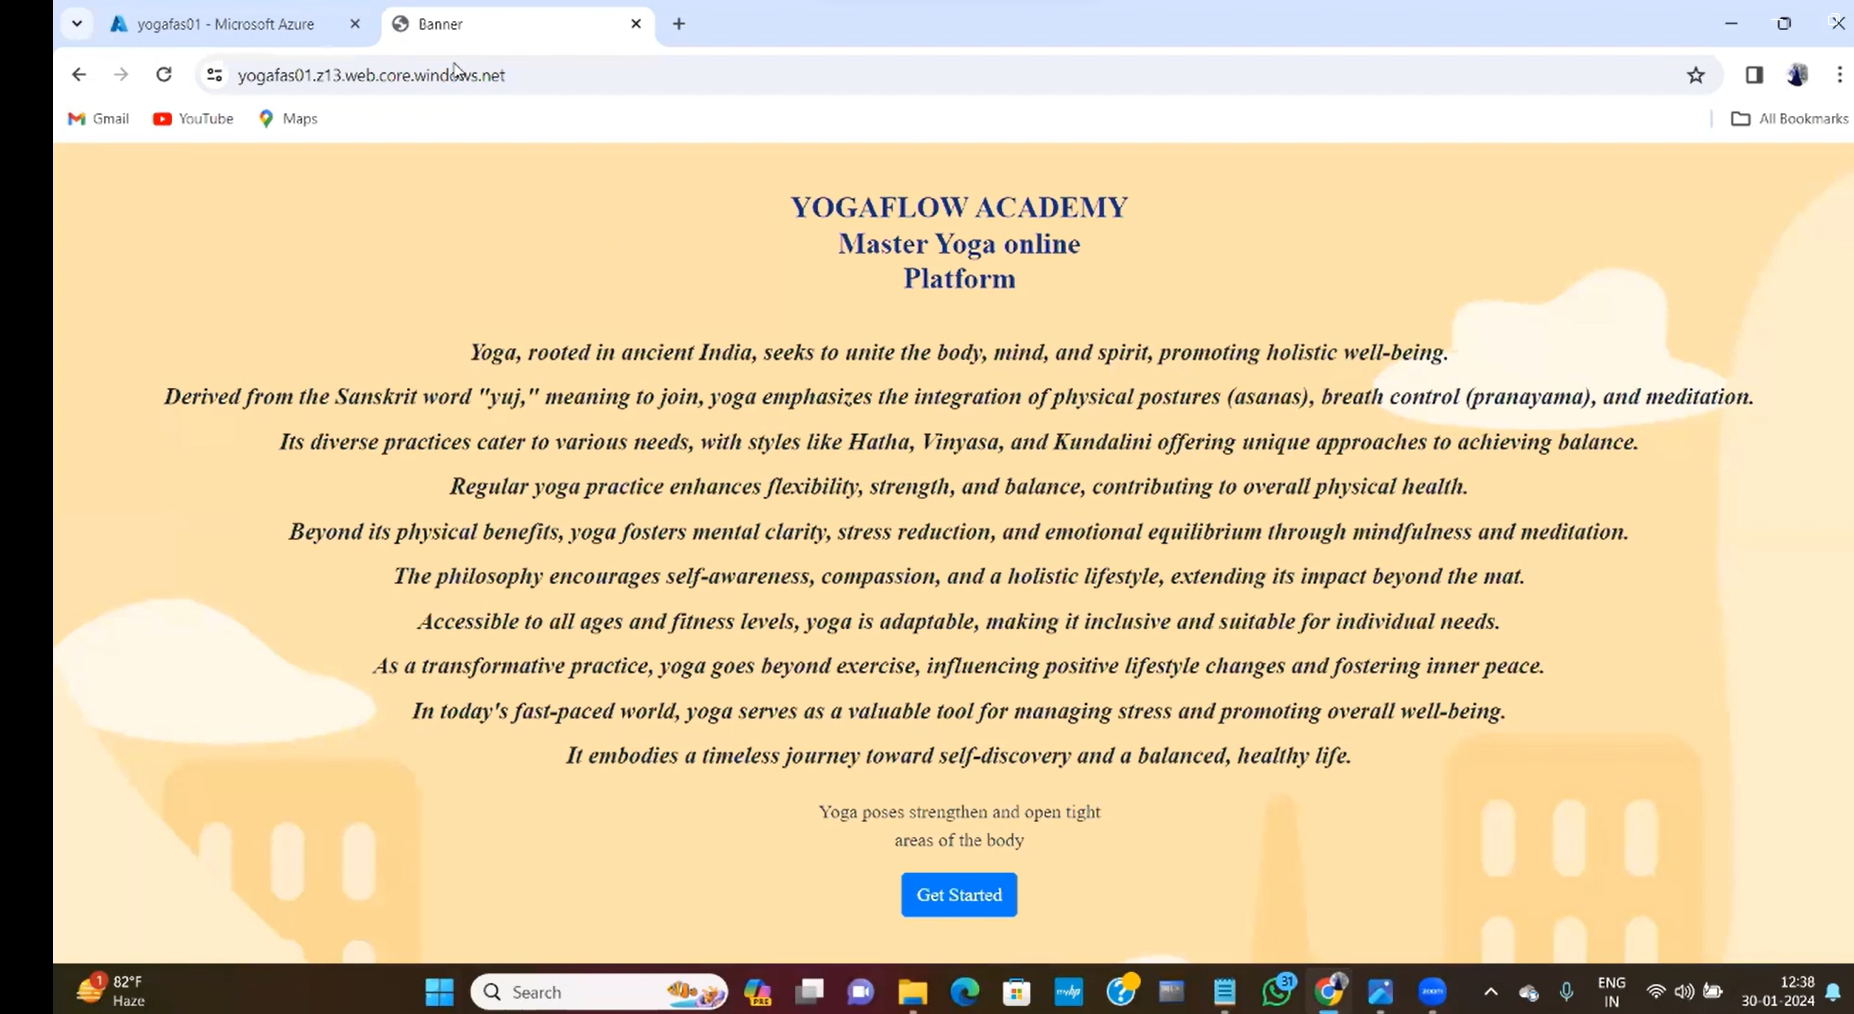 yogafas01 - Microsoft Azure
Banner
yogafas01.z13.web.core.windows.net
Gmail
YouTube
Maps
All Bookmarks
YOGAFLOW ACADEMY
Master Yoga online
Platform
Yoga, rooted in ancient India, seeks to unite the body, mind, and spirit, promoting holistic well-being.
Derived from the Sanskrit word "yuj," meaning to join, yoga emphasizes the integration of physical postures (asanas), breath control (pranayama), and meditation.
Its diverse practices cater to various needs, with styles like Hatha, Vinyasa, and Kundalini offering unique approaches to achieving balance.
Regular yoga practice enhances flexibility, strength, and balance, contributing to overall physical health.
Beyond its physical benefits, yoga fosters mental clarity, stress reduction, and emotional equilibrium through mindfulness and meditation.
The philosophy encourages self-awareness, compassion, and a holistic lifestyle, extending its impact beyond the mat.
Accessible to all ages and fitness levels, yoga is adaptable, making it inclusive and suitable for individual needs.
As a transformative practice, yoga goes beyond exercise, influencing positive lifestyle changes and fostering inner peace.
In today's fast-paced world, yoga serves as a valuable tool for managing stress and promoting overall well-being.
It embodies a timeless journey toward self-discovery and a balanced, healthy life.
Yoga poses strengthen and open tight
areas of the body
Get Started
1
82°F
Haze
Search
PRE
myhp
31
zoom
ENG
IN
12:38
30-01-2024